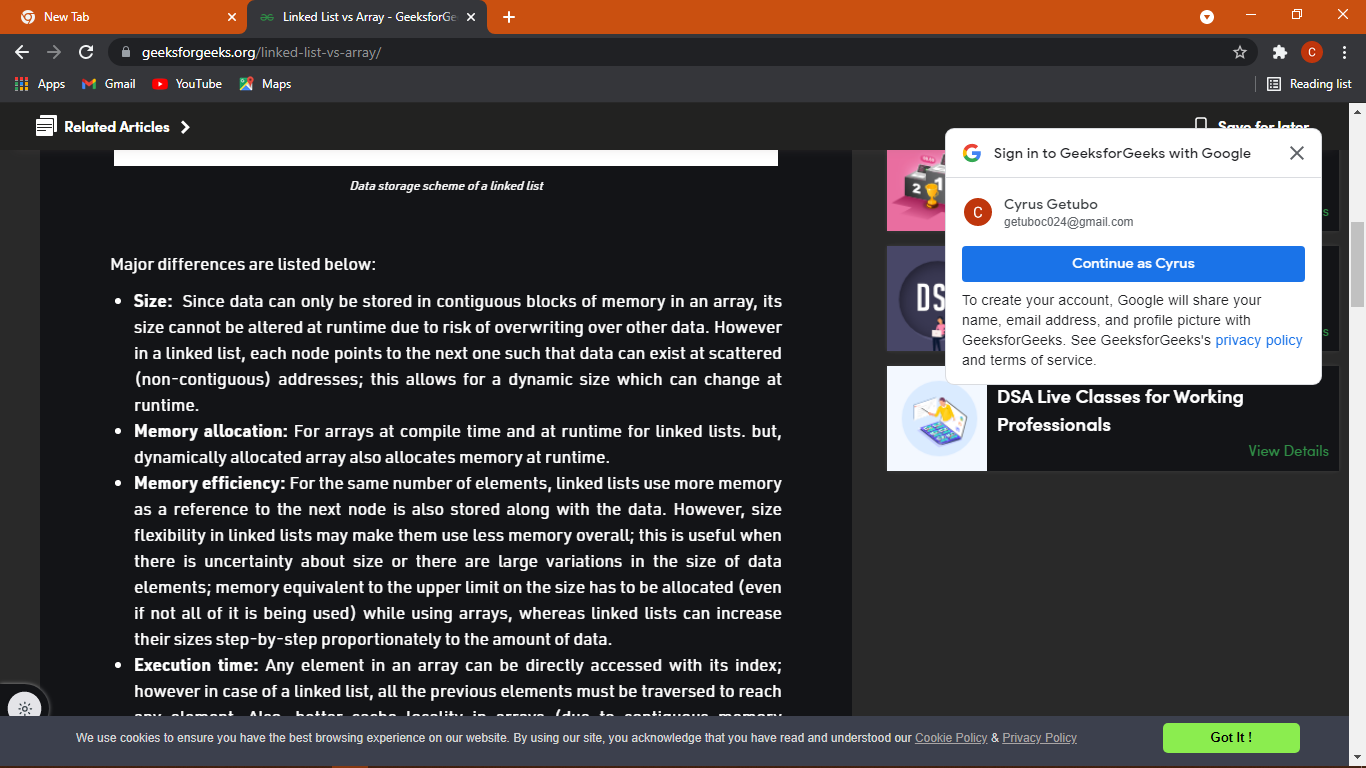 New Tab
Linked List vs Array - GeeksforGe
geeksforgeeks.org/linked-list-vs-array/
C
Apps
Gmail
YouTube
Maps
Reading list
Related Articles
Save for later
Data storage scheme of a linked list
Major differences are listed below:
• Size: Since data can only be stored in contiguous blocks of memory in an array, its
size cannot be altered at runtime due to risk of overwriting over other data. However
in a linked list, each node points to the next one such that data can exist at scattered
(non-contiguous) addresses; this allows for a dynamic size which can change at
runtime.
• Memory allocation: For arrays at compile time and at runtime for linked lists. but,
dynamically allocated array also allocates memory at runtime.
• Memory efficiency: For the same number of elements, linked lists use more memory
as a reference to the next node is also stored along with the data. However, size
flexibility in linked lists may make them use less memory overall; this is useful when
there is uncertainty about size or there are large variations in the size of data
elements; memory equivalent to the upper limit on the size has to be allocated (even
if not all of it is being used) while using arrays, whereas linked lists can increase
their sizes step-by-step proportionately to the amount of data.
• Execution time: Any element in an array can be directly accessed with its index;
however in case of a linked list, all the previous elements must be traversed to reach
any element. Also, better cache locality in arrays (due to contiguous memory
Sign in to GeeksforGeeks with Google
C
Cyrus Getubo
getuboc024@gmail.com
Continue as Cyrus
To create your account, Google will share your
name, email address, and profile picture with
GeeksforGeeks. See GeeksforGeeks's privacy policy
and terms of service.
2 1
s
DS
s
DSA Live Classes for Working
Professionals
View Details
We use cookies to ensure you have the best browsing experience on our website. By using our site, you acknowledge that you have read and understood our Cookie Policy & Privacy Policy
Got It !